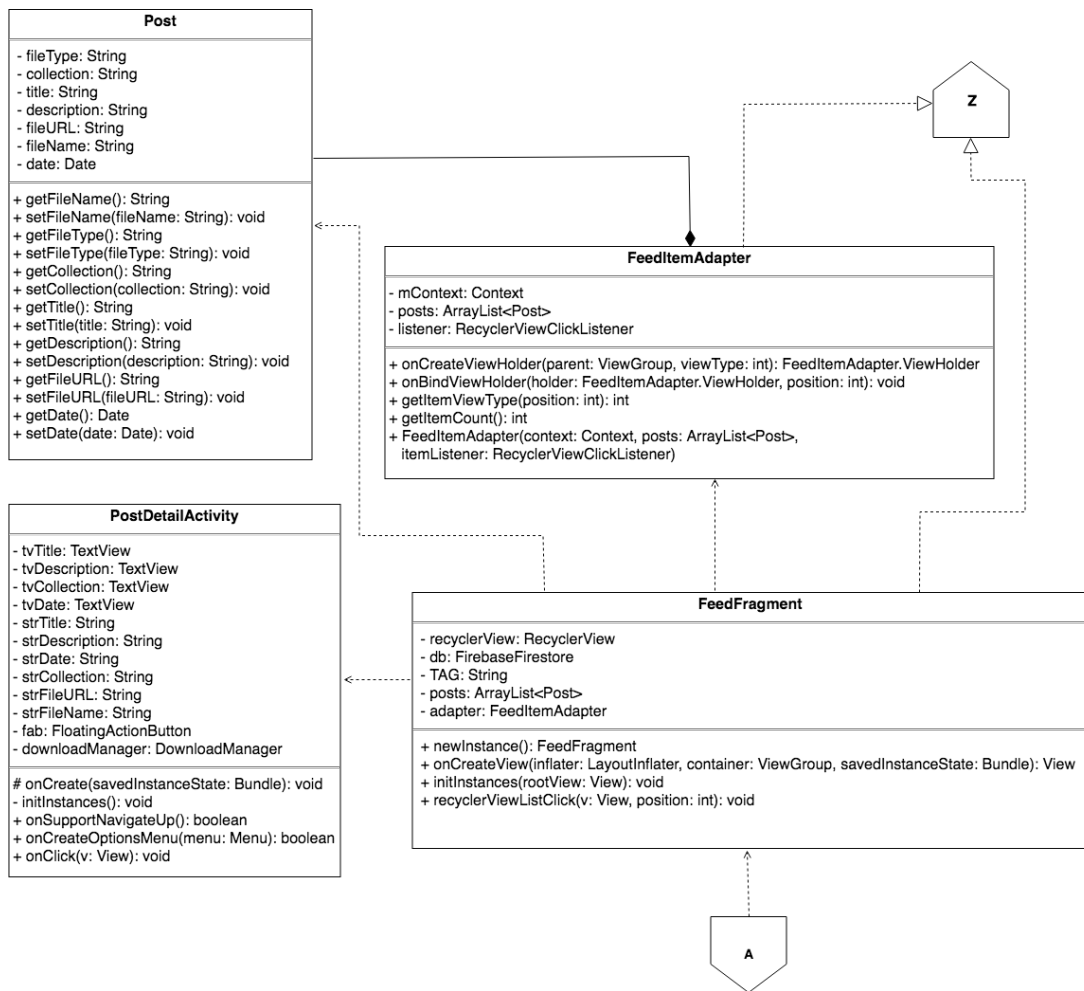 Post
- fileType: String
- collection: String
- title: String
- description: String
- fileURL: String
- fileName: String
- date: Date
+ getFileName(): String
+ setFileName(fileName: String): void
+ getFileType(): String
+ setFileType(fileType: String): void
+ getCollection(): String
+ setCollection(collection: String): void
+ getTitle(): String
+ setTitle(title: String): void
+ getDescription(): String
+ setDescription(description: String): void
+ getFileURL(): String
+ setFileURL(fileURL: String): void
+ getDate(): Date
+ setDate(date: Date): void
Z
FeedItemAdapter
- mContext: Context
- posts: ArrayList<Post>
- listener: RecyclerViewClickListener
+ onCreateViewHolder(parent: ViewGroup, viewType: int): FeedItemAdapter.ViewHolder
+ onBindViewHolder(holder: FeedItemAdapter.ViewHolder, position: int): void
+ getItemViewType(position: int): int
+ getItemCount(): int
+ FeedItemAdapter(context: Context, posts: ArrayList<Post>,
itemListener: RecyclerViewClickListener)
PostDetailActivity
- tvTitle: TextView
- tvDescription: TextView
- tvCollection: TextView
- tvDate: TextView
- strTitle: String
- strDescription: String
- strDate: String
- strCollection: String
- strFileURL: String
- strFileName: String
- fab: FloatingActionButton
- downloadManager: DownloadManager
# onCreate(savedInstanceState: Bundle): void
- initInstances(): void
+ onSupportNavigateUp(): boolean
+ onCreateOptionsMenu(menu: Menu): boolean
+ onClick(v: View): void
FeedFragment
- recyclerView: RecyclerView
- db: FirebaseFirestore
- TAG: String
- posts: ArrayList<Post>
- adapter: FeedItemAdapter
+ newInstance(): FeedFragment
+ onCreateView(inflater: LayoutInflater, container: ViewGroup, savedInstanceState: Bundle): View
+ initInstances(rootView: View): void
+ recyclerViewListClick(v: View, position: int): void
A